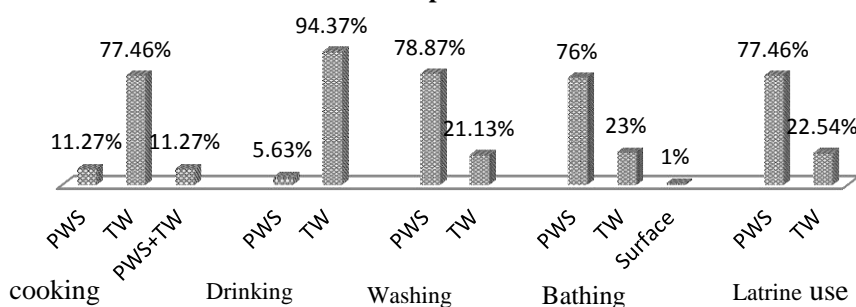 94.37%
77.46% 78.87% 76% 77.46%
11.27% 11.27% 5.63% 21.13% 23% 1% 22.54%
PWS TW PWS+TW PWS TW PWS TW PWS TW Surface PWS TW
cooking Drinking Washing Bathing Latrine use